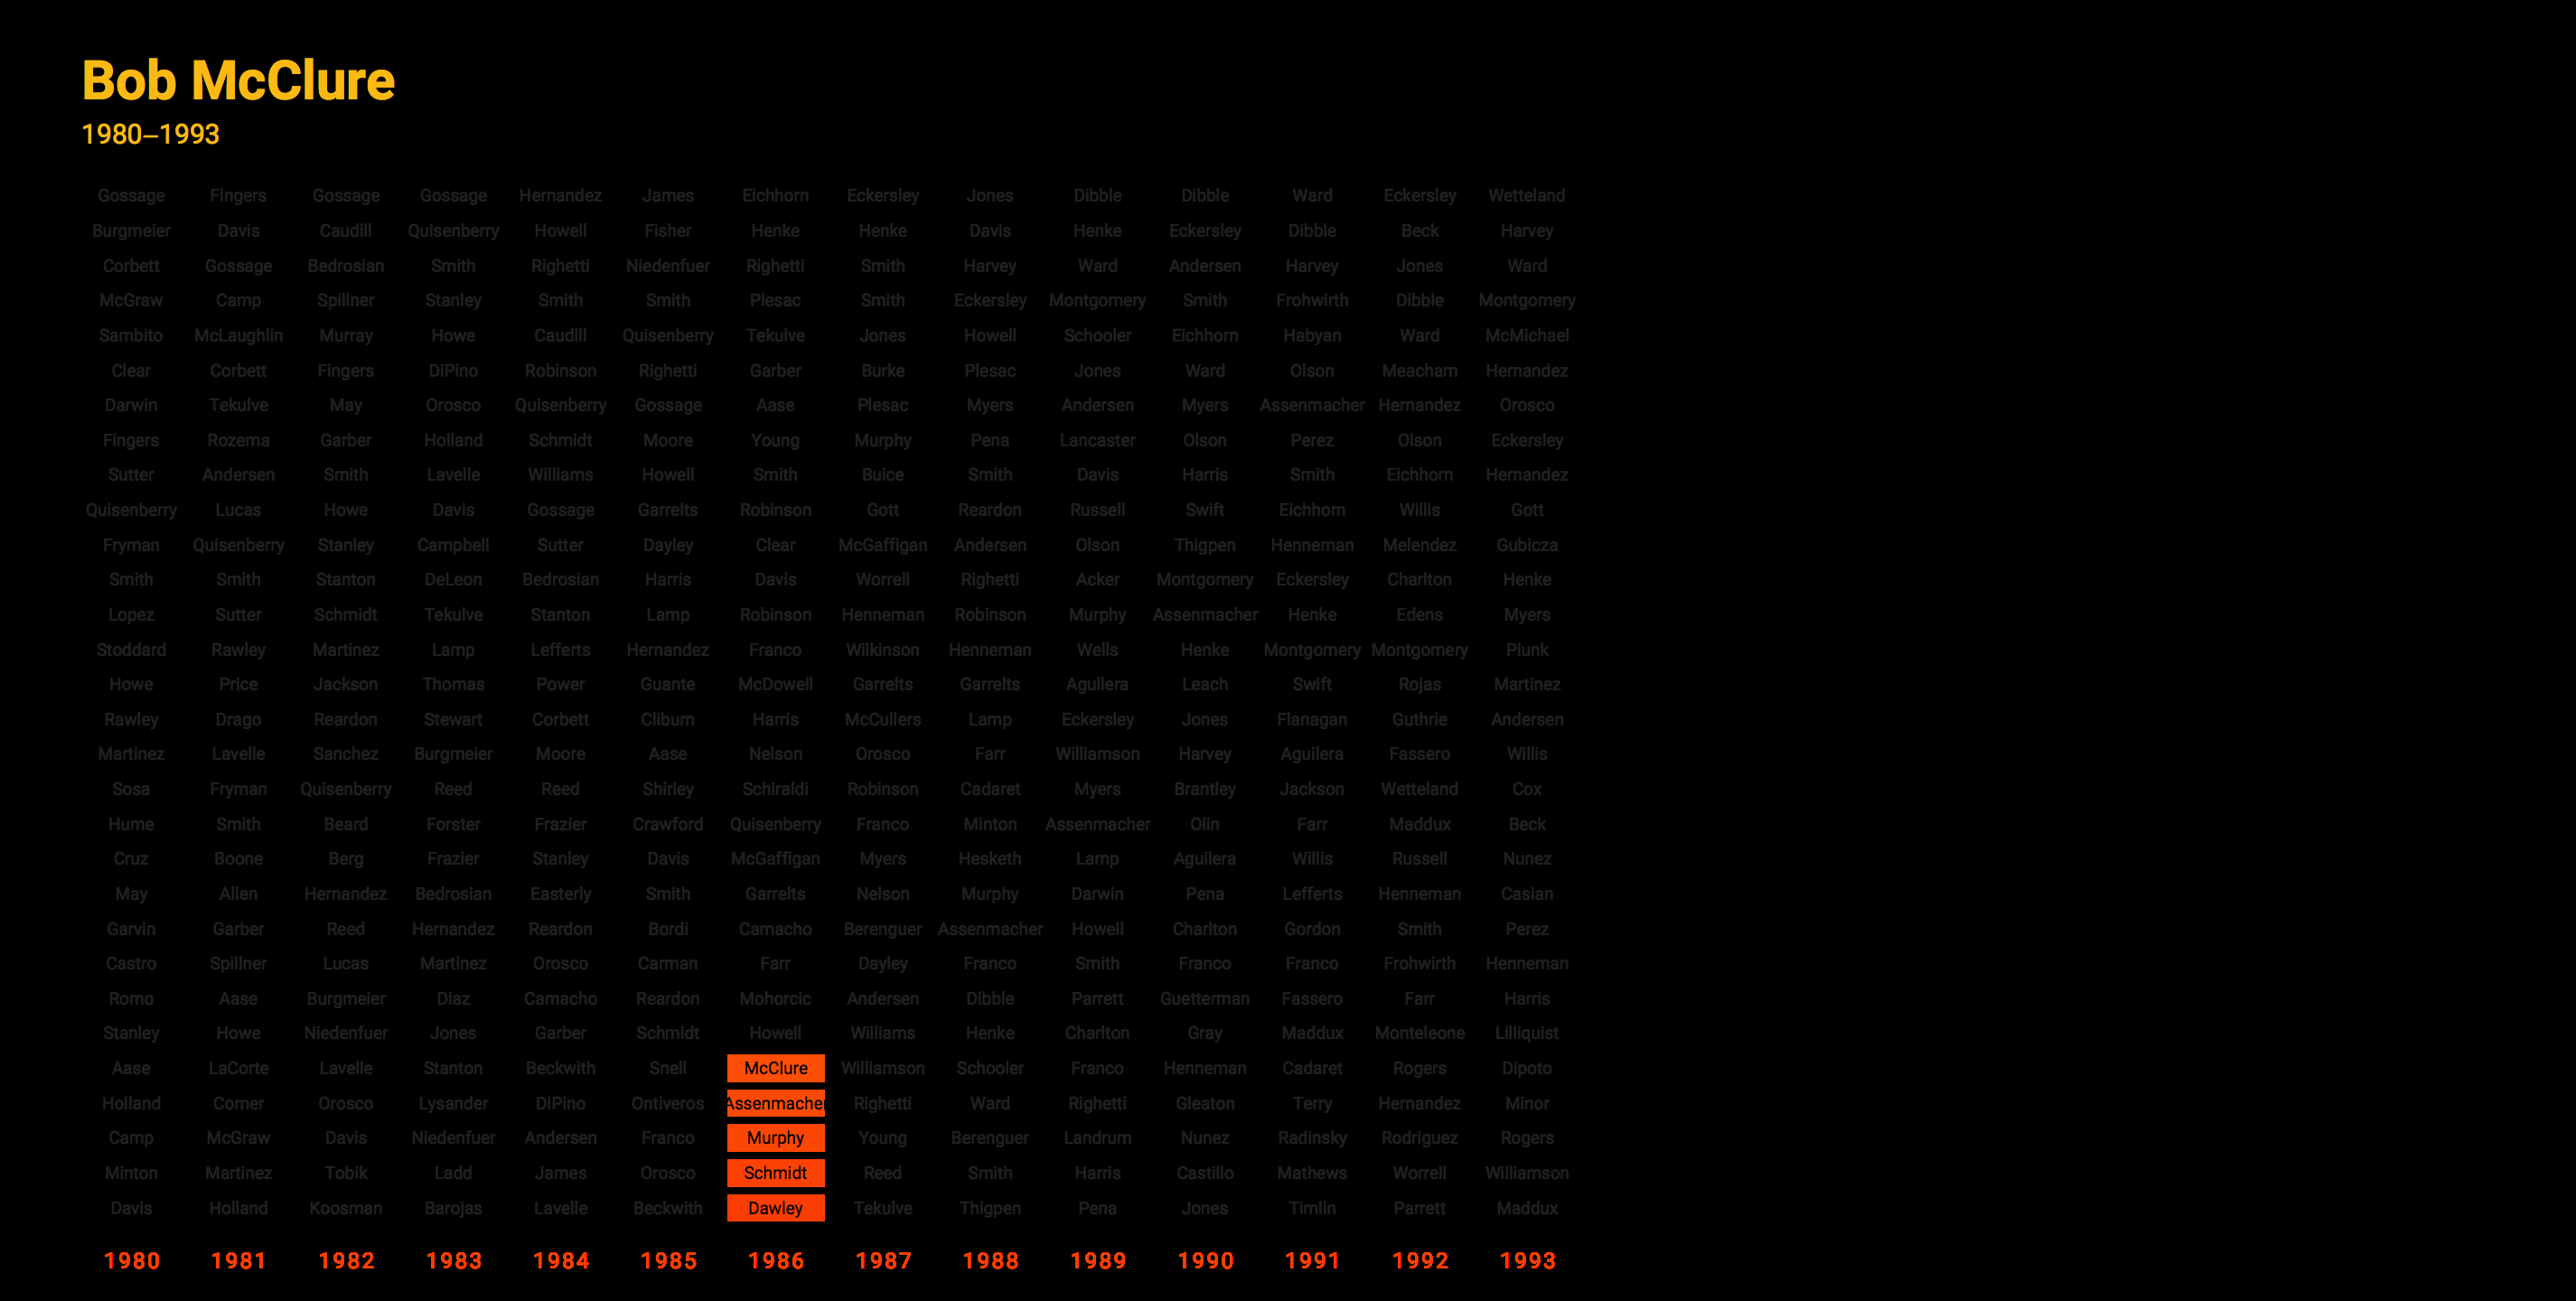 Bob McClure
1980–1993
Gossage Fingers Gossage Gossage Hernandez James Eichhorn Eckersley Jones Dibble Dibble Ward Eckersley Wetteland
Burgmeier Davis Caudill Quisenberry Howell Fisher Henke Henke Davis Henke Eckersley Dibble Beck Harvey
Corbett Gossage Bedrosian Smith Righetti Niedenfuer Righetti Smith Harvey Ward Andersen Harvey Jones Ward
McGraw Camp Spillner Stanley Smith Smith Plesac Smith Eckersley Montgomery Smith Frohwirth Dibble Montgomery
Sambito McLaughlin Murray Howe Caudill Quisenberry Tekulve Jones Howell Schooler Eichhorn Habyan Ward McMichael
Clear Corbett Fingers DiPino Robinson Righetti Garber Burke Plesac Jones Ward Olson Meacham Hernandez
Darwin Tekulve May Orosco Quisenberry Gossage Aase Plesac Myers Andersen Myers Assenmacher Hernandez Orosco
Fingers Rozema Garber Holland Schmidt Moore Young Murphy Pena Lancaster Olson Perez Olson Eckersley
Sutter Andersen Smith Lavelle Williams Howell Smith Buice Smith Davis Harris Smith Eichhorn Hernandez
Quisenberry Lucas Howe Davis Gossage Garrelts Robinson Gott Reardon Russell Swift Eichhorn Willis Gott
Fryman Quisenberry Stanley Campbell Sutter Dayley Clear McGaffigan Andersen Olson Thigpen Henneman Melendez Gubicza
Smith Smith Stanton DeLeon Bedrosian Harris Davis Worrell Righetti Acker Montgomery Eckersley Charlton Henke
Lopez Sutter Schmidt Tekulve Stanton Lamp Robinson Henneman Robinson Murphy Assenmacher Henke Edens Myers
Stoddard Rawley Martinez Lamp Lefferts Hernandez Franco Wilkinson Henneman Wells Henke Montgomery Montgomery Plunk
Howe Price Jackson Thomas Power Guante McDowell Garrelts Garrelts Aguilera Leach Swift Rojas Martinez
Rawley Drago Reardon Stewart Corbett Cliburn Harris McCullers Lamp Eckersley Jones Flanagan Guthrie Andersen
Martinez Lavelle Sanchez Burgmeier Moore Aase Nelson Orosco Farr Williamson Harvey Aguilera Fassero Willis
Sosa Fryman Quisenberry Reed Reed Shirley Schiraldi Robinson Cadaret Myers Brantley Jackson Wetteland Cox
Hume Smith Beard Forster Frazier Crawford Quisenberry Franco Minton Assenmacher Olin Farr Maddux Beck
Cruz Boone Berg Frazier Stanley Davis McGaffigan Myers Hesketh Lamp Aguilera Willis Russell Nunez
May Allen Hernandez Bedrosian Easterly Smith Garrelts Nelson Murphy Darwin Pena Lefferts Henneman Casian
Garvin Garber Reed Hernandez Reardon Bordi Camacho Berenguer Assenmacher Howell Charlton Gordon Smith Perez
Castro Spillner Lucas Martinez Orosco Carman Farr Dayley Franco Smith Franco Franco Frohwirth Henneman
Romo Aase Burgmeier Diaz Camacho Reardon Mohorcic Andersen Dibble Parrett Guetterman Fassero Farr Harris
Stanley Howe Niedenfuer Jones Garber Schmidt Howell Williams Henke Charlton Gray Maddux Monteleone Lilliquist
Aase LaCorte Lavelle Stanton Beckwith Snell McClure Williamson Schooler Franco Henneman Cadaret Rogers Dipoto
Holland Comer Orosco Lysander DiPino Ontiveros Assenmacher Righetti Ward Righetti Gleaton Terry Hernandez Minor
Camp McGraw Davis Niedenfuer Andersen Franco Murphy Young Berenguer Landrum Nunez Radinsky Rodriguez Rogers
Minton Martinez Tobik Ladd James Orosco Schmidt Reed Smith Harris Castillo Mathews Worrell Williamson
Davis Holland Koosman Barojas Lavelle Beckwith Dawley Tekulve Thigpen Pena Jones Timlin Parrett Maddux
1980 1981 1982 1983 1984 1985 1986 1987 1988 1989 1990 1991 1992 1993